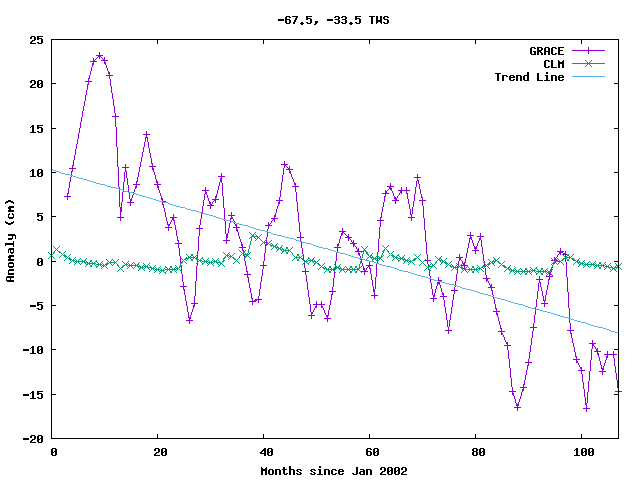 -67.5, -33.5 TWS
GRACE
CLM
Trend Line
25
20
15
10
5
0
-5
-10
-15
-20
Anomaly (cm)
0 20 40 60 80 100
Months since Jan 2002